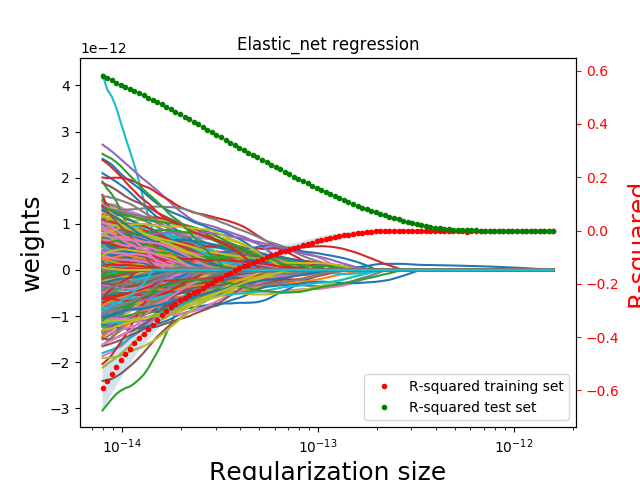 Elastic_net regression
1e−12
weights
4
3
2
1
0
−1
−2
−3
0.6
0.4
0.2
0.0
−0.2
−0.4
−0.6
R-squared
R-squared training set
R-squared test set
10⁻¹⁴
10⁻¹³
10⁻¹²
Regularization size